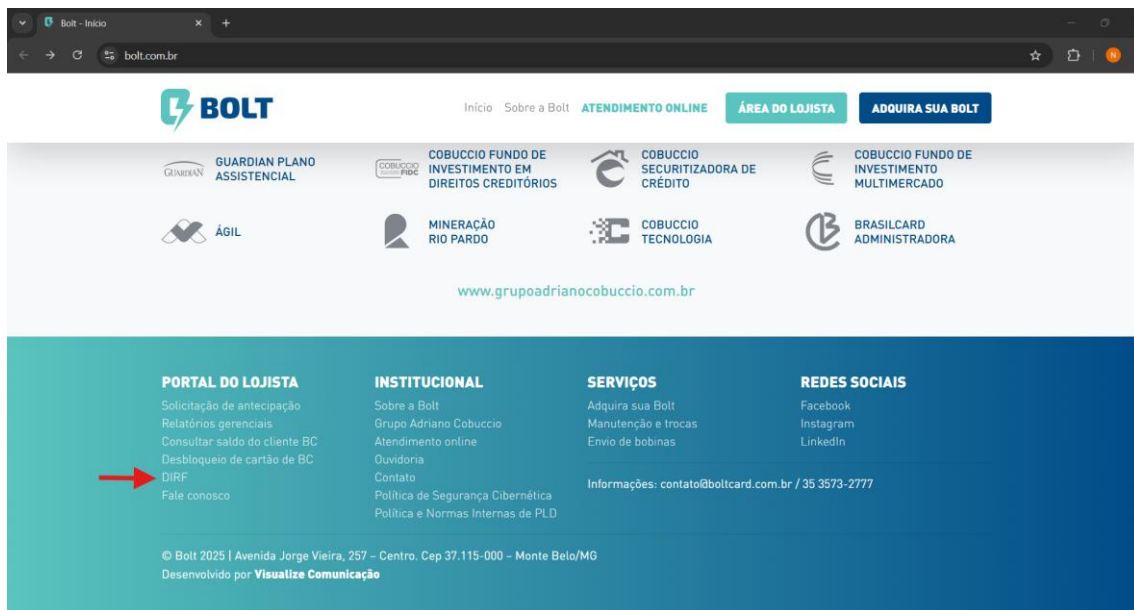 Bolt - Início
bolt.com.br
N
BOLT
Início Sobre a Bolt ATENDIMENTO ONLINE ÁREA DO LOJISTA ADQUIRA SUA BOLT
GUARDIAN
GUARDIAN PLANO
ASSISTENCIAL
COBUCCIO
FIDC
COBUCCIO FUNDO DE
INVESTIMENTO EM
DIREITOS CREDITÓRIOS
COBUCCIO
SECURITIZADORA DE
CRÉDITO
COBUCCIO FUNDO DE
INVESTIMENTO
MULTIMERCADO
ÁGIL
MINERAÇÃO
RIO PARDO
COBUCCIO
TECNOLOGIA
BRASILCARD
ADMINISTRADORA
www.grupoadrianocobuccio.com.br
PORTAL DO LOJISTA
Solicitação de antecipação
Relatórios gerenciais
Consultar saldo do cliente BC
Desbloqueio de cartão de BC
DIRF
Fale conosco
INSTITUCIONAL
Sobre a Bolt
Grupo Adriano Cobuccio
Atendimento online
Ouvidoria
Contato
Política de Segurança Cibernética
Política e Normas Internas de PLD
SERVIÇOS
Adquira sua Bolt
Manutenção e trocas
Envio de bobinas
REDES SOCIAIS
Facebook
Instagram
LinkedIn
Informações: contato@boltcard.com.br / 35 3573-2777
© Bolt 2025 | Avenida Jorge Vieira, 257 – Centro. Cep 37.115-000 – Monte Belo/MG
Desenvolvido por Visualize Comunicação